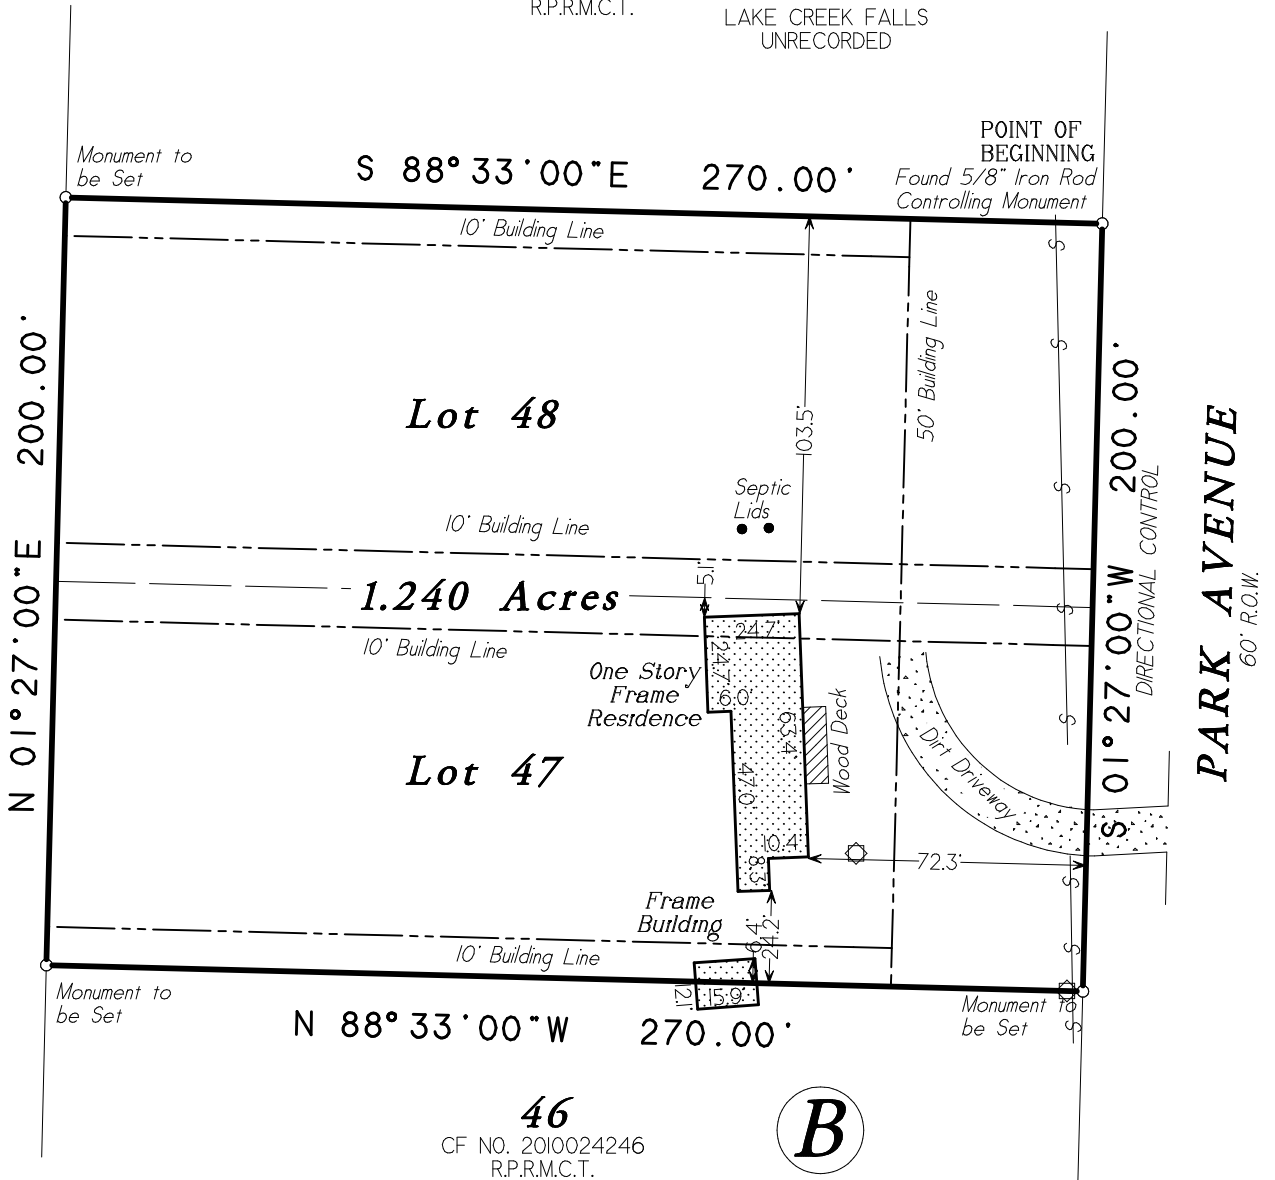 R.P.R.M.C.T.
LAKE CREEK FALLS
UNRECORDED
POINT OF
BEGINNING
Found 5/8" Iron Rod
Controlling Monument
Monument to
be Set
S 88°33'00"E 270.00'
10' Building Line
50' Building Line
N 01°27'00"E 200.00'
Lot 48
103.5'
Septic
Lids
10' Building Line
5.1'
1.240 Acres
10' Building Line
24.7'
24.7'
One Story
Frame
Residence
6.0'
63.4'
Wood Deck
47.0'
Lot 47
10.4'
8.3'
72.3'
Dirt Driveway
S 01°27'00"W 200.00'
DIRECTIONAL CONTROL
PARK AVENUE
60' R.O.W.
S
S
S
S
S
S
S
S
Frame
Building
6.4'
24.2'
10' Building Line
12.1'
15.9'
Monument to
be Set
N 88°33'00"W 270.00'
Monument to
be Set
46
CF NO. 2010024246
R.P.R.M.C.T.
B